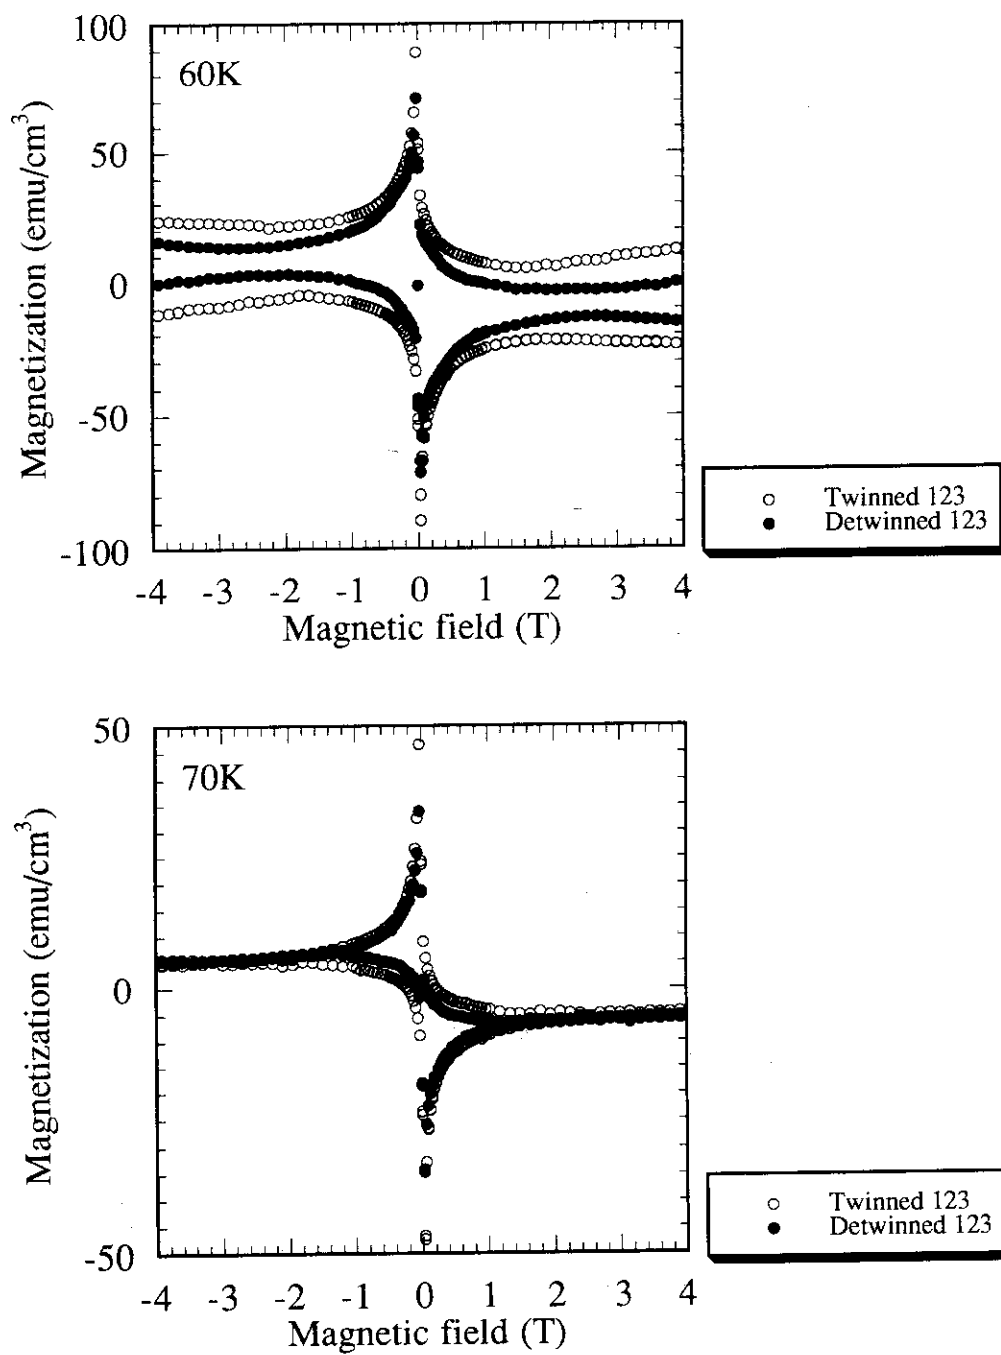 100
60K
50
0
-50
-100
Magnetization (emu/cm³)
-4 -3 -2 -1 0 1 2 3 4
Magnetic field (T)
Twinned 123
Detwinned 123
50
70K
0
-50
Magnetization (emu/cm³)
-4 -3 -2 -1 0 1 2 3 4
Magnetic field (T)
Twinned 123
Detwinned 123